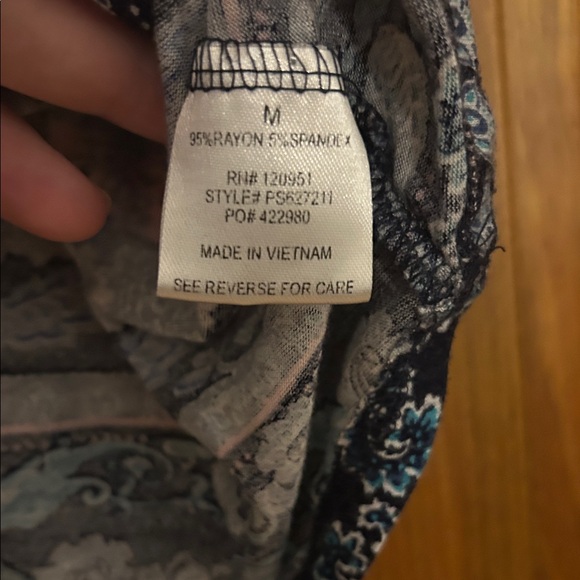 M
95%RAYON 5%SPANDEX
RN# 120951
STYLE# PS627211
PO# 422980
MADE IN VIETNAM
SEE REVERSE FOR CARE